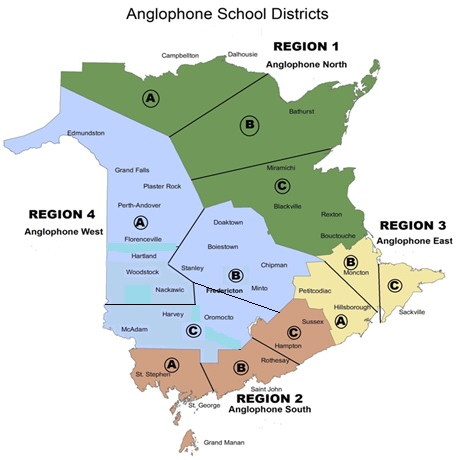 Anglophone School Districts
Campbellton
Dalhousie
REGION 1
Anglophone North
A
Bathurst
B
Edmundston
Miramichi
Grand Falls
C
Plaster Rock
Blackville
Perth-Andover
REGION 4
Anglophone West
A
Doaktown
Rexton
REGION 3
Anglophone East
Florenceville
Bouctouche
Boiestown
Hartland
B
Woodstock
Stanley
Chipman
Moncton
B
C
Nackawic
Fredericton
Minto
Petitcodiac
Hillsborough
Sackville
Harvey
Oromocto
McAdam
C
Sussex
A
C
Hampton
A
B
Rothesay
St. Stephen
Saint John
St. George
REGION 2
Anglophone South
Grand Manan